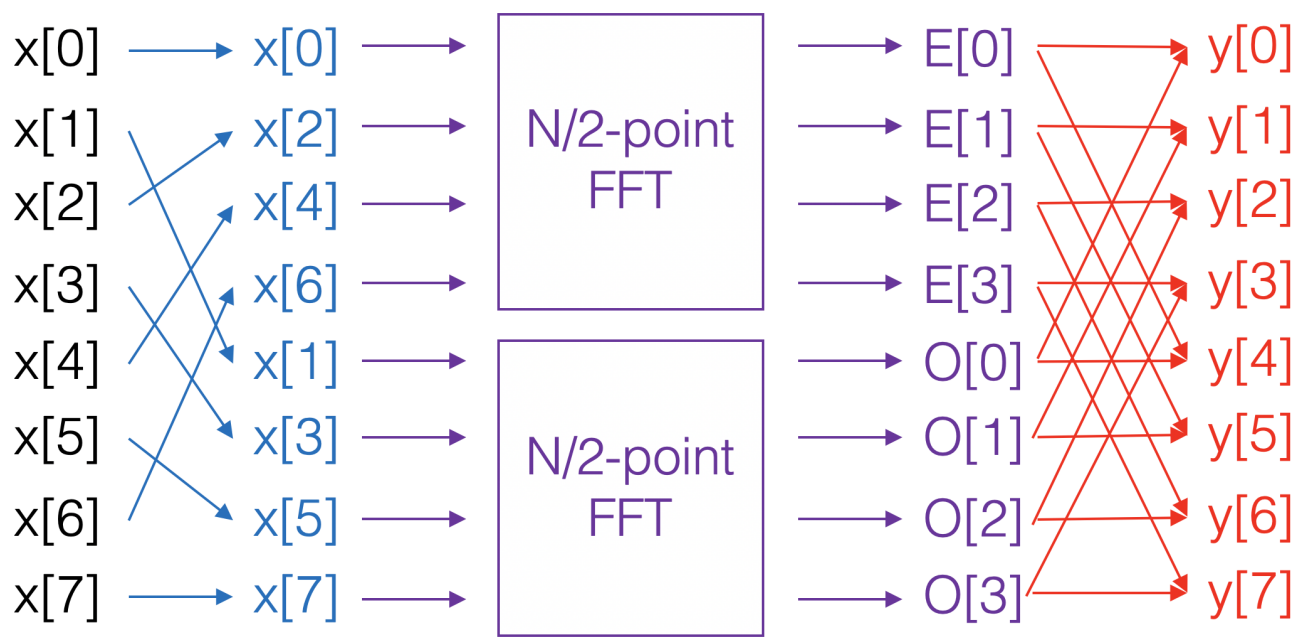 x[0] x[0] E[0] y[0]
x[1] x[2] N/2-point E[1] y[1]
x[2] x[4] FFT E[2] y[2]
x[3] x[6] E[3] y[3]
x[4] x[1] O[0] y[4]
x[5] x[3] N/2-point O[1] y[5]
x[6] x[5] FFT O[2] y[6]
x[7] x[7] O[3] y[7]